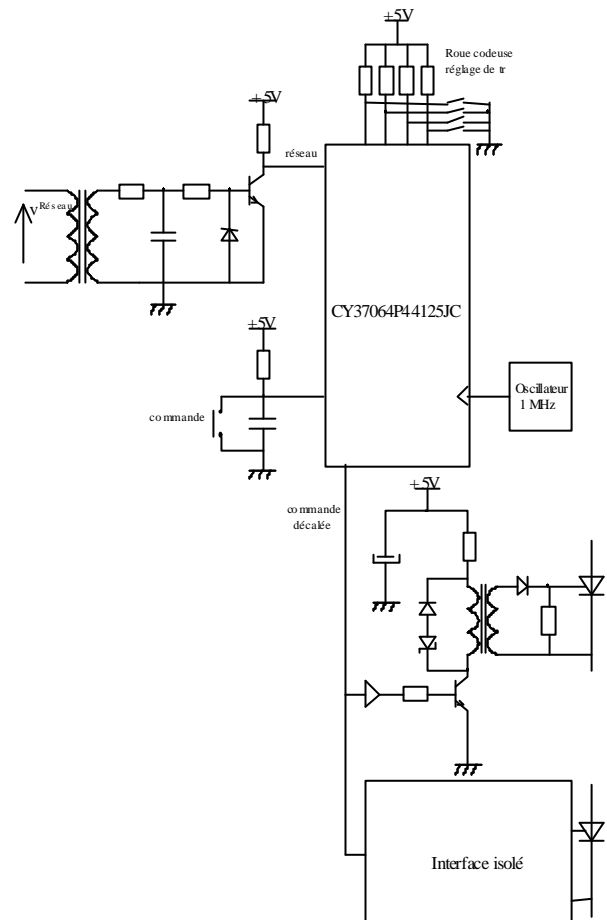 +5V
Roue codeuse
réglage de tr
+5V
réseau
V Réseau
CY37064P44125JC
+5V
commande
Oscillateur
1 MHz
commande
décalée
+5V
Interface isolé